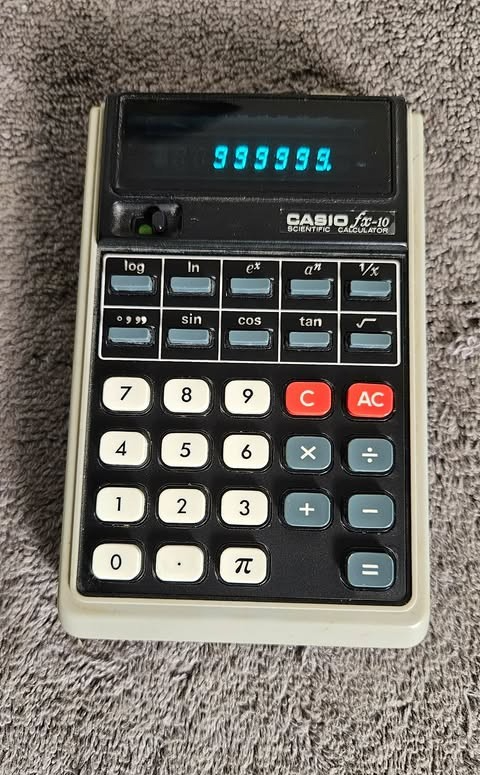 999999.
CASIO fx-10
SCIENTIFIC CALCULATOR
log ln eˣ aⁿ 1/x
° ’ ” sin cos tan √
7 8 9 C AC
4 5 6 × ÷
1 2 3 + −
0 · π =